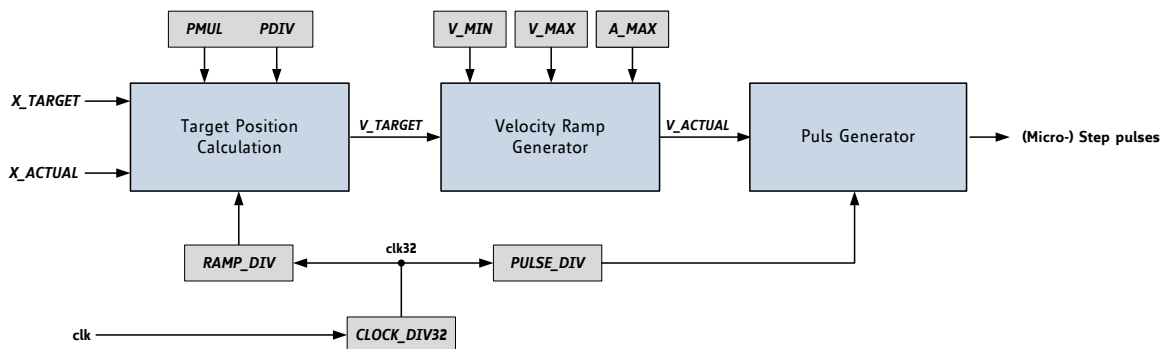 PMUL PDIV
V_MIN V_MAX A_MAX
X_TARGET
X_ACTUAL
Target Position
Calculation
V_TARGET
Velocity Ramp
Generator
V_ACTUAL
Puls Generator
(Micro-) Step pulses
RAMP_DIV
clk32
PULSE_DIV
clk
CLOCK_DIV32